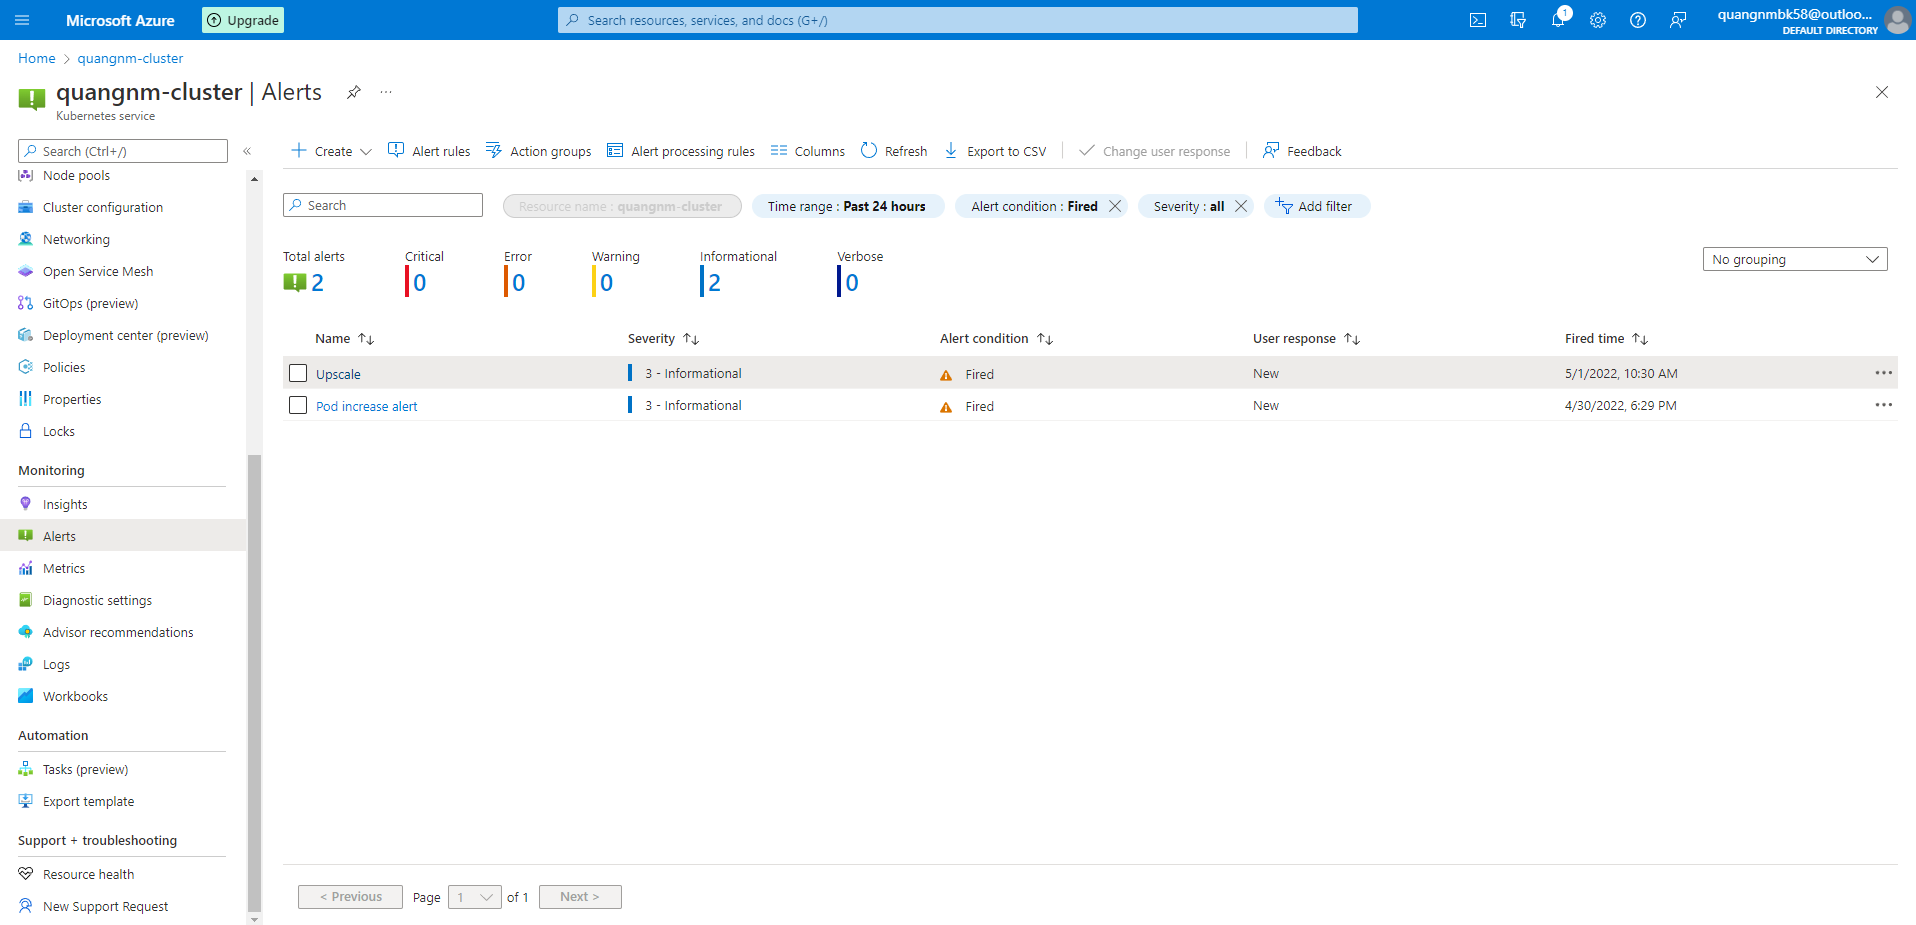 Microsoft Azure
Upgrade
Search resources, services, and docs (G+/)
1
quangnmbk58@outloo...
DEFAULT DIRECTORY
Home > quangnm-cluster
quangnm-cluster | Alerts
...
Kubernetes service
Search (Ctrl+/)
«
Node pools
Cluster configuration
Networking
Open Service Mesh
GitOps (preview)
Deployment center (preview)
Policies
Properties
Locks
Monitoring
Insights
Alerts
Metrics
Diagnostic settings
Advisor recommendations
Logs
Workbooks
Automation
Tasks (preview)
Export template
Support + troubleshooting
Resource health
New Support Request
Create
Alert rules
Action groups
Alert processing rules
Columns
Refresh
Export to CSV
Change user response
Feedback
Search
Resource name : quangnm-cluster
Time range : Past 24 hours
Alert condition : Fired
Severity : all
Add filter
Total alerts
2
Critical
0
Error
0
Warning
0
Informational
2
Verbose
0
No grouping
Name ↑↓ Severity ↑↓ Alert condition ↑↓ User response ↑↓ Fired time ↑↓
Upscale 3 - Informational Fired New 5/1/2022, 10:30 AM ...
Pod increase alert 3 - Informational Fired New 4/30/2022, 6:29 PM ...
< Previous Page 1 of 1 Next >